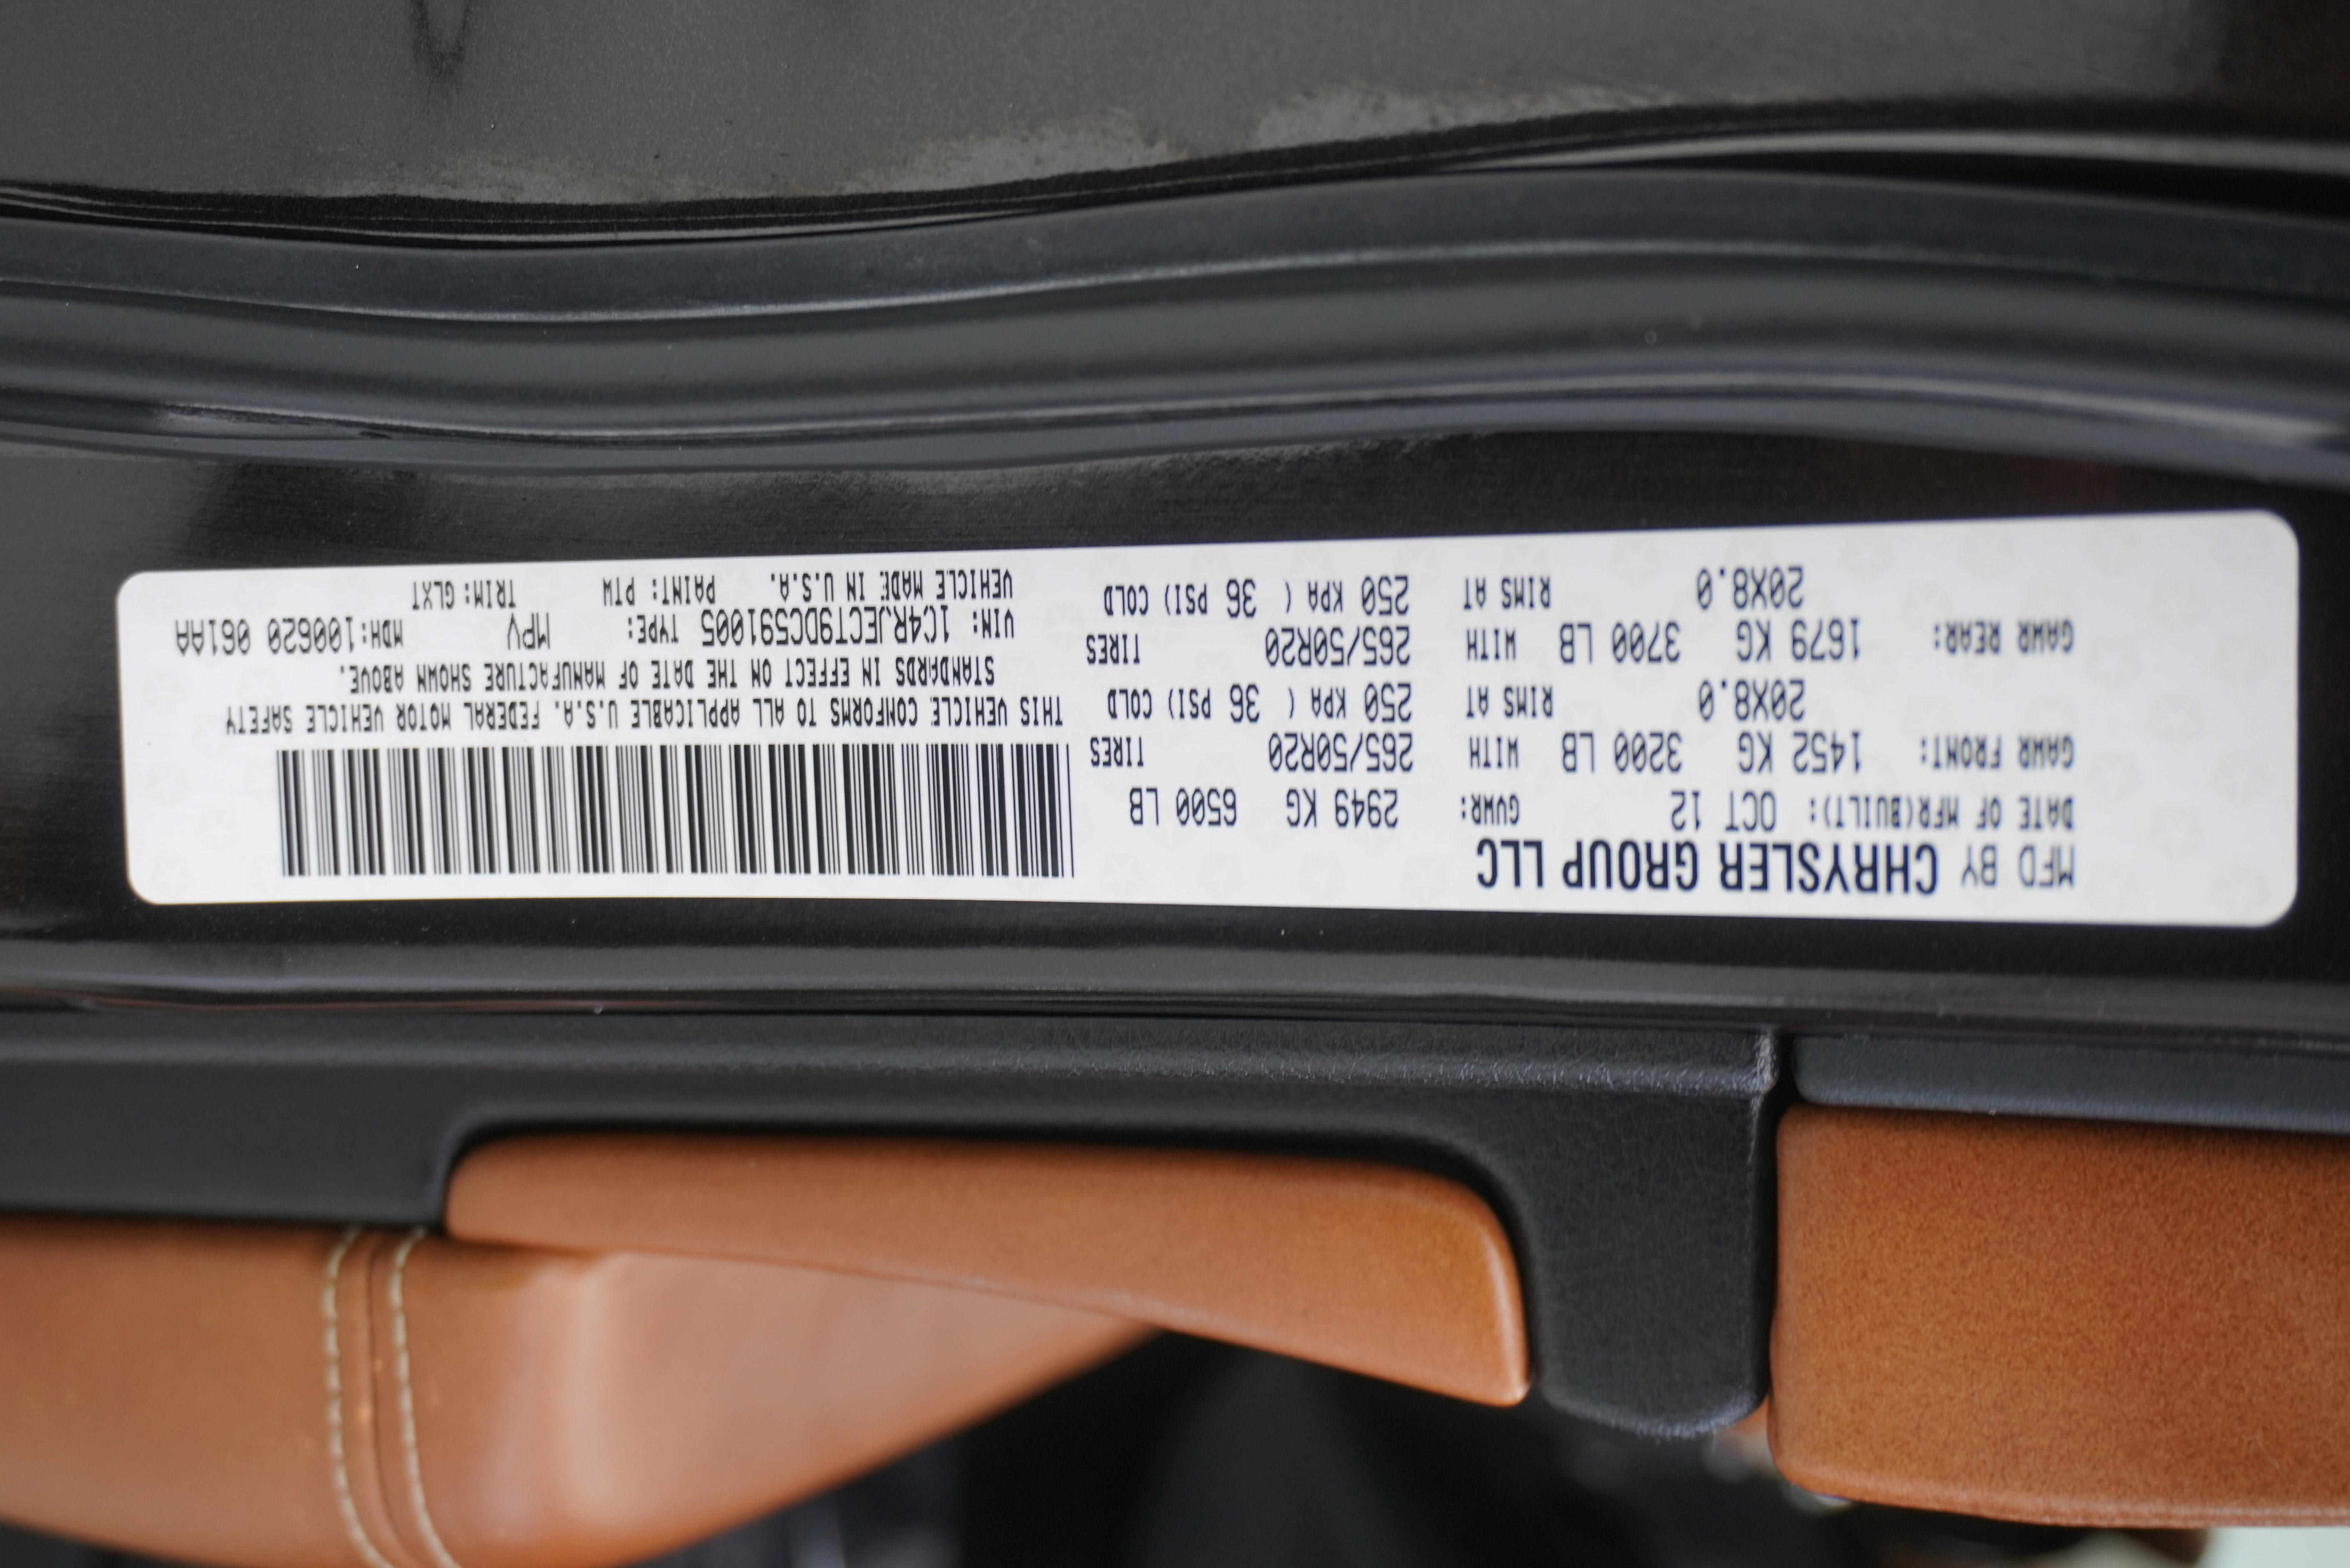 MFD BY CHRYSLER GROUP LLC
DATE OF MFR(BUILT): OCT 12 GVWR: 2949 KG 6500 LB
GAWR FRONT: 1452 KG 3200 LB WITH 265/50R20 TIRES
20X8.0 RIMS AT 250 KPA ( 36 PSI) COLD
GAWR REAR: 1679 KG 3700 LB WITH 265/50R20 TIRES
20X8.0 RIMS AT 250 KPA ( 36 PSI) COLD
THIS VEHICLE CONFORMS TO ALL APPLICABLE U.S.A. FEDERAL MOTOR VEHICLE SAFETY
STANDARDS IN EFFECT ON THE DATE OF MANUFACTURE SHOWN ABOVE.
VIN: 1C4RJECT9DC591005 TYPE: MPV MDH:100620 061AA
VEHICLE MADE IN U.S.A. PAINT: PTW TRIM: GLXT